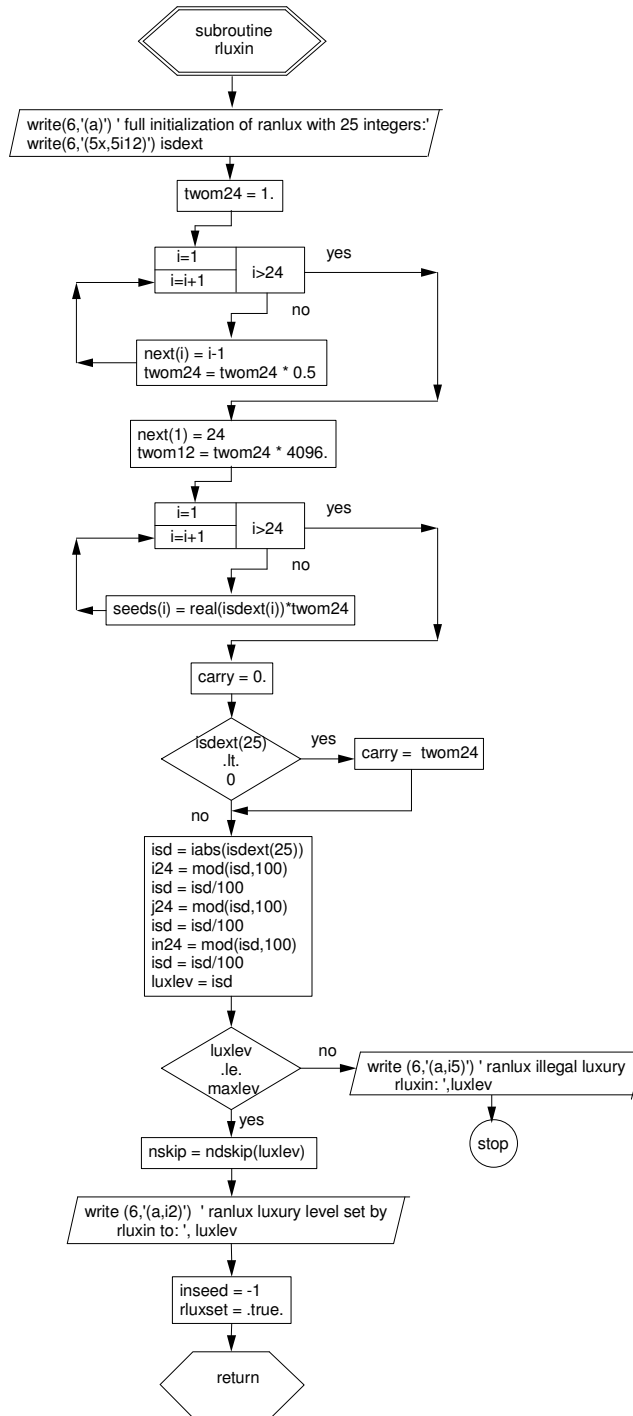 subroutine
rluxin
write(6,'(a)') ' full initialization of ranlux with 25 integers:'
write(6,'(5x,5i12)') isdext
twom24 = 1.
i=1
i=i+1
i>24
yes
no
next(i) = i-1
twom24 = twom24 * 0.5
next(1) = 24
twom12 = twom24 * 4096.
i=1
i=i+1
i>24
yes
no
seeds(i) = real(isdext(i))*twom24
carry = 0.
isdext(25)
.lt.
0
yes
carry = twom24
no
isd = iabs(isdext(25))
i24 = mod(isd,100)
isd = isd/100
j24 = mod(isd,100)
isd = isd/100
in24 = mod(isd,100)
isd = isd/100
luxlev = isd
luxlev
.le.
maxlev
no
write (6,'(a,i5)') ' ranlux illegal luxury
rluxin: ',luxlev
stop
yes
nskip = ndskip(luxlev)
write (6,'(a,i2)') ' ranlux luxury level set by
rluxin to: ', luxlev
inseed = -1
rluxset = .true.
return